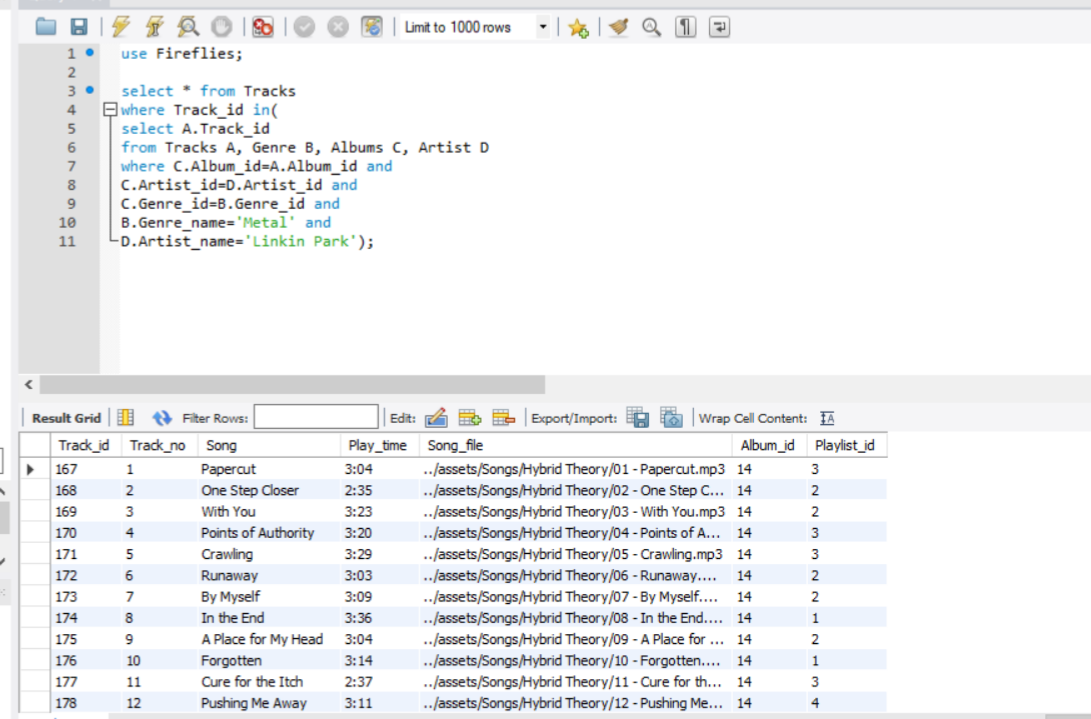 Limit to 1000 rows
1 use Fireflies;
2
3 select * from Tracks
4 where Track_id in(
5 select A.Track_id
6 from Tracks A, Genre B, Albums C, Artist D
7 where C.Album_id=A.Album_id and
8 C.Artist_id=D.Artist_id and
9 C.Genre_id=B.Genre_id and
10 B.Genre_name='Metal' and
11 D.Artist_name='Linkin Park');
Result Grid Filter Rows: Edit: Export/Import: Wrap Cell Content: IA
Track_id Track_no Song Play_time Song_file Album_id Playlist_id
167 1 Papercut 3:04 ../assets/Songs/Hybrid Theory/01 - Papercut.mp3 14 3
168 2 One Step Closer 2:35 ../assets/Songs/Hybrid Theory/02 - One Step C... 14 2
169 3 With You 3:23 ../assets/Songs/Hybrid Theory/03 - With You.mp3 14 2
170 4 Points of Authority 3:20 ../assets/Songs/Hybrid Theory/04 - Points of A... 14 3
171 5 Crawling 3:29 ../assets/Songs/Hybrid Theory/05 - Crawling.mp3 14 3
172 6 Runaway 3:03 ../assets/Songs/Hybrid Theory/06 - Runaway.... 14 2
173 7 By Myself 3:09 ../assets/Songs/Hybrid Theory/07 - By Myself.... 14 2
174 8 In the End 3:36 ../assets/Songs/Hybrid Theory/08 - In the End.... 14 1
175 9 A Place for My Head 3:04 ../assets/Songs/Hybrid Theory/09 - A Place for ... 14 2
176 10 Forgotten 3:14 ../assets/Songs/Hybrid Theory/10 - Forgotten.... 14 1
177 11 Cure for the Itch 2:37 ../assets/Songs/Hybrid Theory/11 - Cure for th... 14 3
178 12 Pushing Me Away 3:11 ../assets/Songs/Hybrid Theory/12 - Pushing Me... 14 4